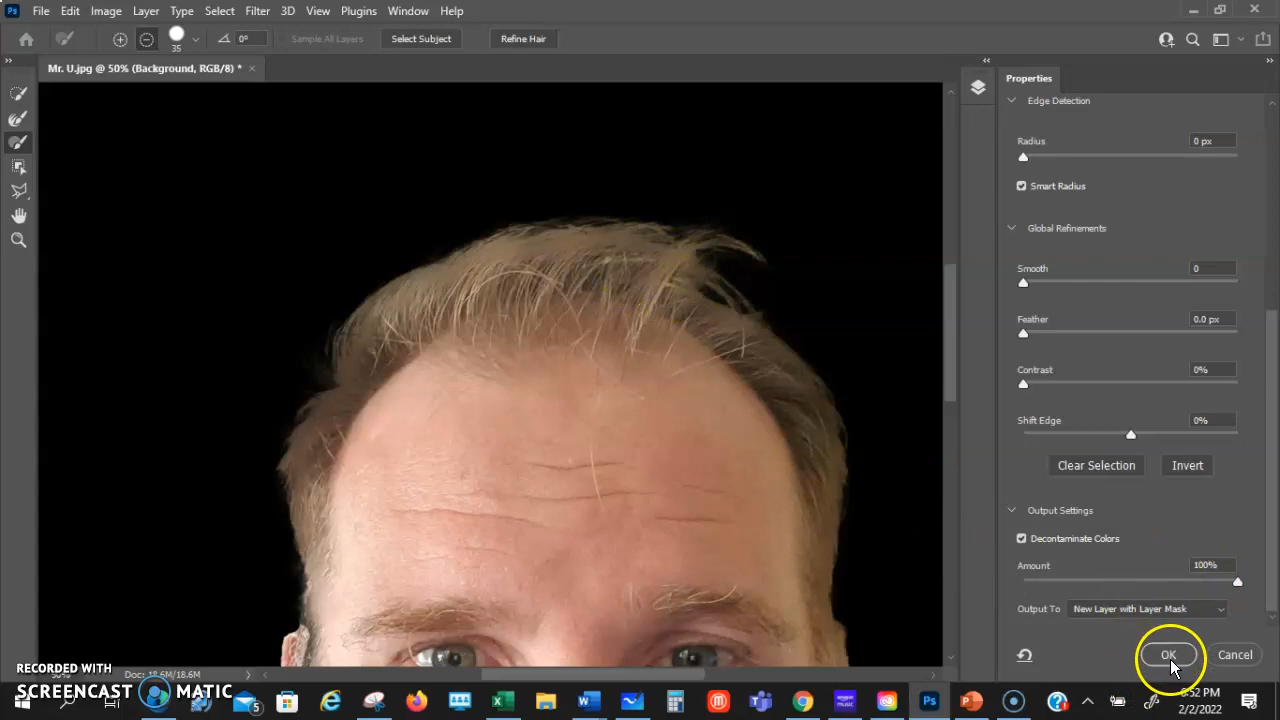 Ps File Edit Image Layer Type Select Filter 3D View Plugins Window Help
35 0° Sample All Layers Select Subject Refine Hair
Mr. U.jpg @ 50% (Background, RGB/8) *
Properties
Edge Detection
Radius 0 px
Smart Radius
Global Refinements
Smooth 0
Feather 0.0 px
Contrast 0%
Shift Edge 0%
Clear Selection Invert
Output Settings
Decontaminate Colors
Amount 100%
Output To New Layer with Layer Mask
OK Cancel
Doc: 18.6M/18.6M
RECORDED WITH
SCREENCAST MATIC
5
6:52 PM
2/2/2022